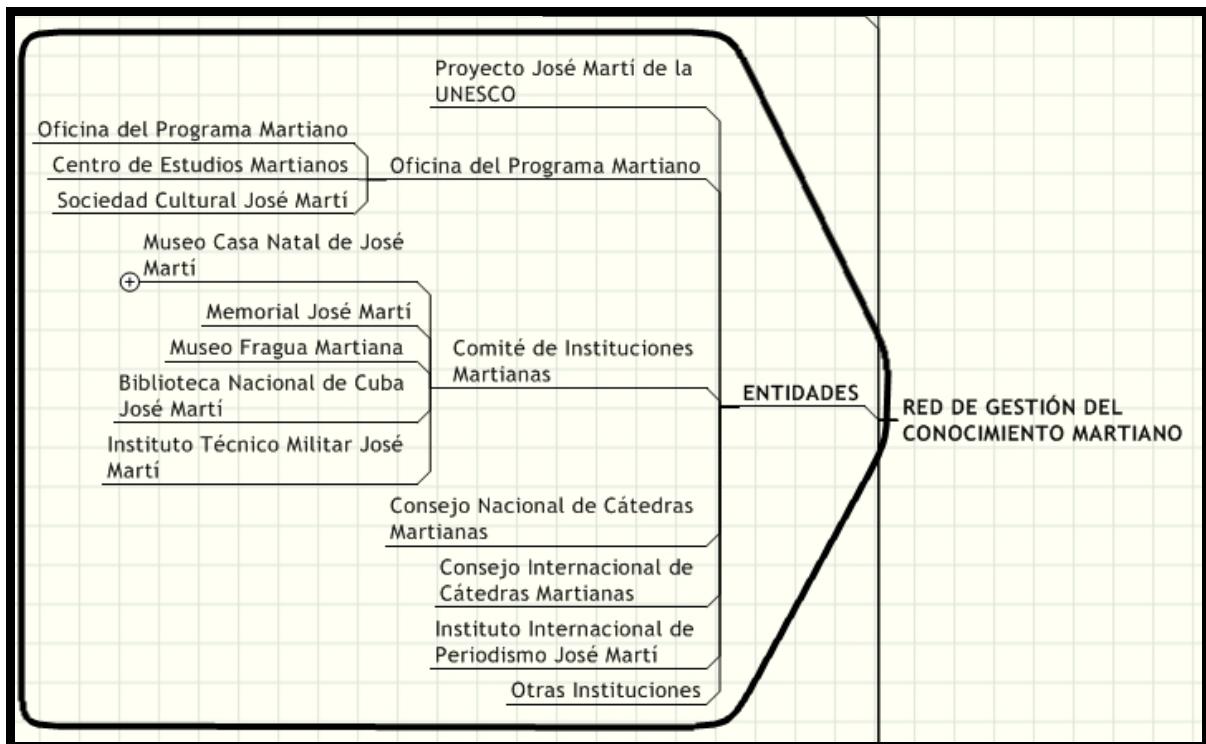 Proyecto José Martí de la
UNESCO
Oficina del Programa Martiano
Centro de Estudios Martianos
Sociedad Cultural José Martí
Oficina del Programa Martiano
Museo Casa Natal de José
Martí
Memorial José Martí
Museo Fragua Martiana
Biblioteca Nacional de Cuba
José Martí
Instituto Técnico Militar José
Martí
Comité de Instituciones
Martianas
ENTIDADES
RED DE GESTIÓN DEL
CONOCIMIENTO MARTIANO
Consejo Nacional de Cátedras
Martianas
Consejo Internacional de
Cátedras Martianas
Instituto Internacional de
Periodismo José Martí
Otras Instituciones